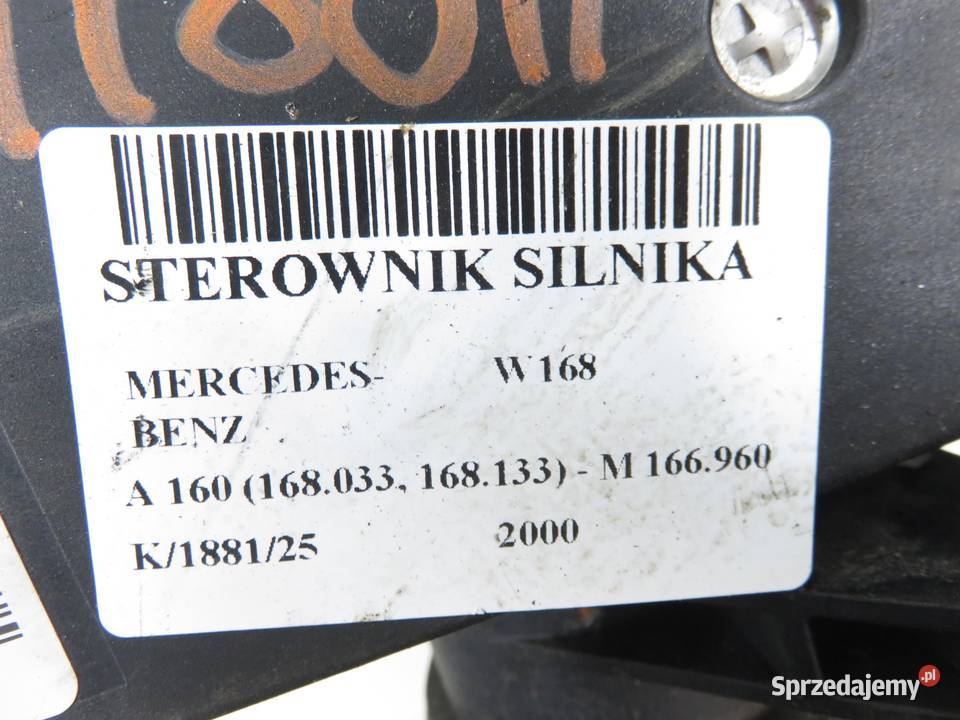 STEROWNIK SILNIKA
MERCEDES- W168
BENZ
A 160 (168.033, 168.133) - M 166.960
K/1881/25 2000
Sprzedajemy.pl